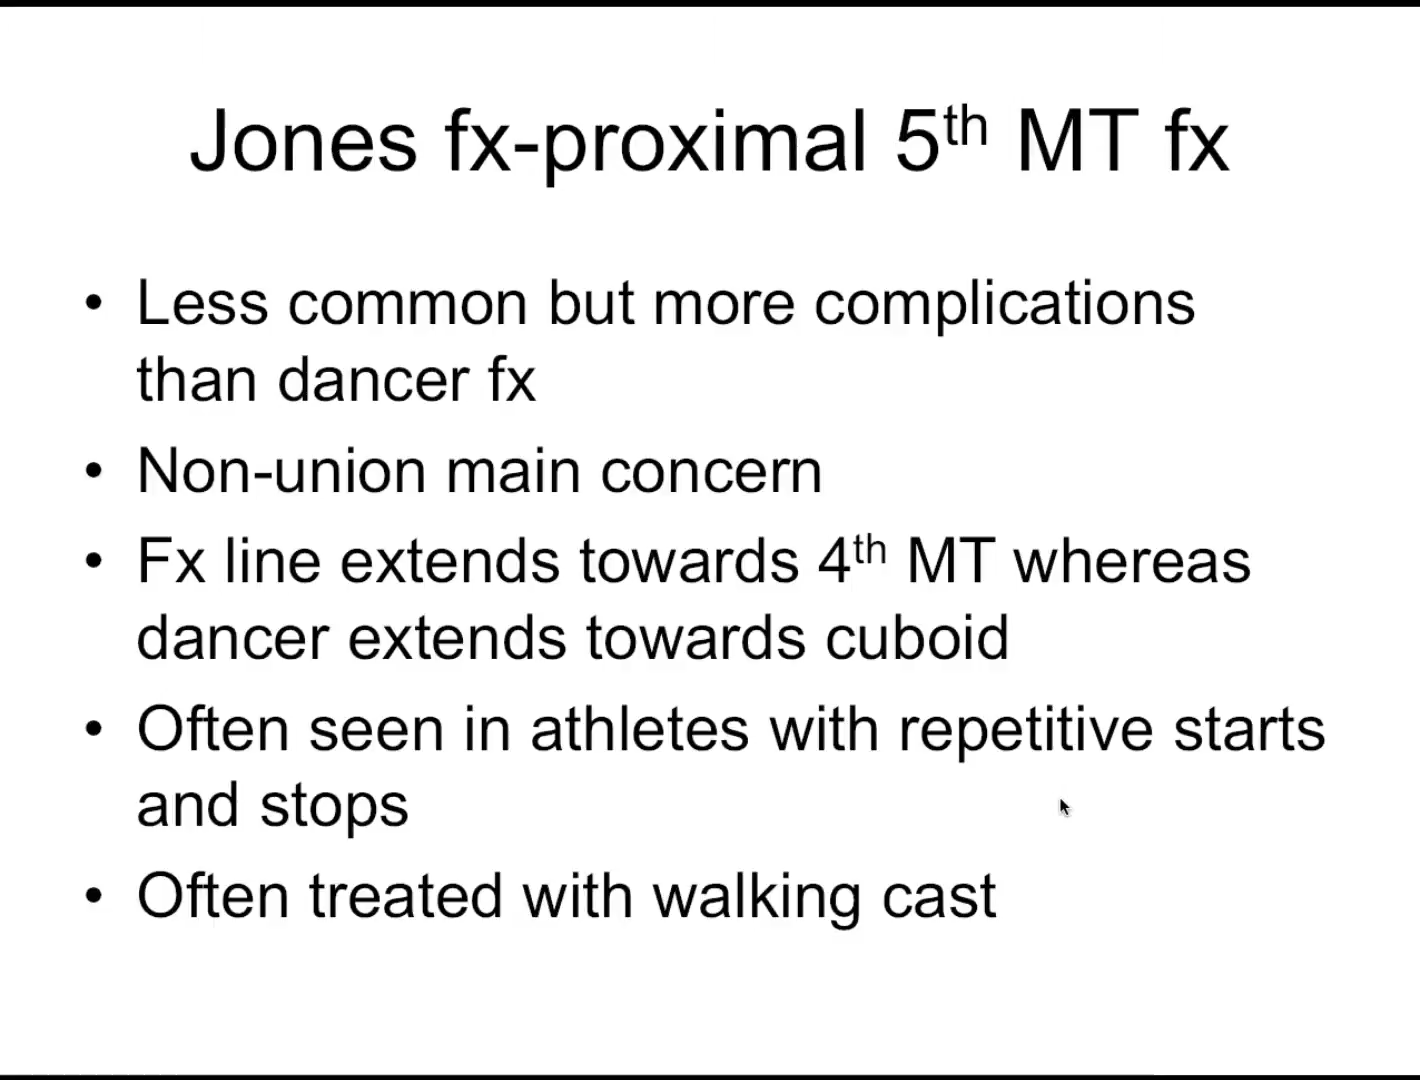 Jones fx-proximal 5th MT fx
• Less common but more complications
than dancer fx
• Non-union main concern
• Fx line extends towards 4th MT whereas
dancer extends towards cuboid
• Often seen in athletes with repetitive starts
and stops
• Often treated with walking cast